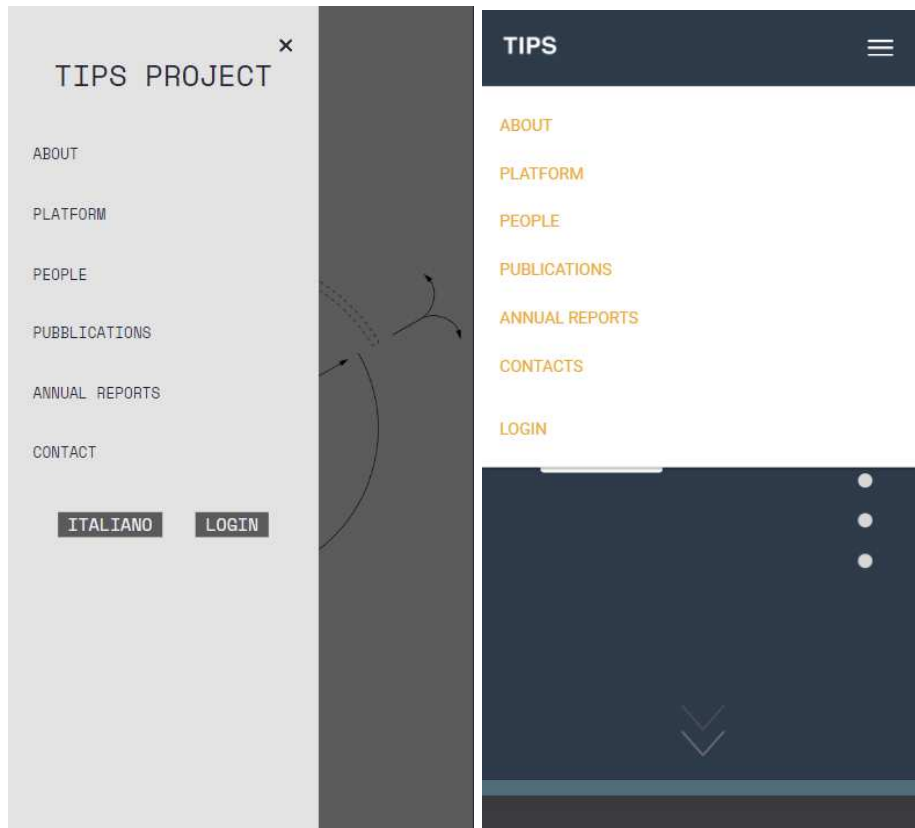 ×
TIPS PROJECT
ABOUT
PLATFORM
PEOPLE
PUBBLICATIONS
ANNUAL REPORTS
CONTACT
ITALIANO LOGIN
TIPS
ABOUT
PLATFORM
PEOPLE
PUBLICATIONS
ANNUAL REPORTS
CONTACTS
LOGIN